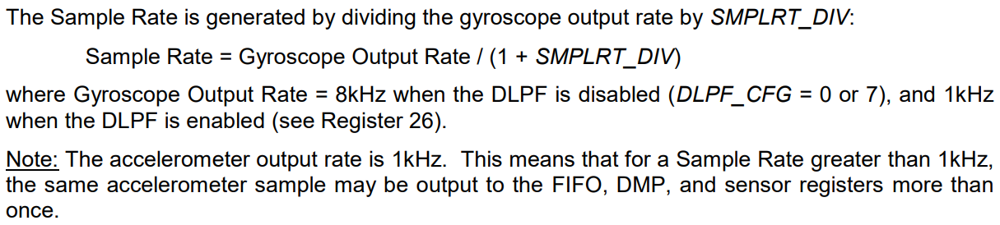 The Sample Rate is generated by dividing the gyroscope output rate by SMPLRT_DIV:
Sample Rate = Gyroscope Output Rate / (1 + SMPLRT_DIV)
where Gyroscope Output Rate = 8kHz when the DLPF is disabled (DLPF_CFG = 0 or 7), and 1kHz
when the DLPF is enabled (see Register 26).
Note: The accelerometer output rate is 1kHz. This means that for a Sample Rate greater than 1kHz,
the same accelerometer sample may be output to the FIFO, DMP, and sensor registers more than
once.